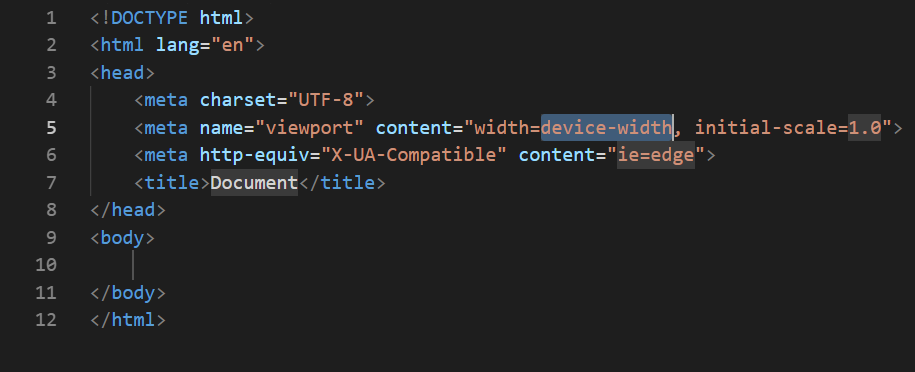 1 <!DOCTYPE html>
2 <html lang="en">
3 <head>
4     <meta charset="UTF-8">
5     <meta name="viewport" content="width=device-width, initial-scale=1.0">
6     <meta http-equiv="X-UA-Compatible" content="ie=edge">
7     <title>Document</title>
8 </head>
9 <body>
10
11 </body>
12 </html>